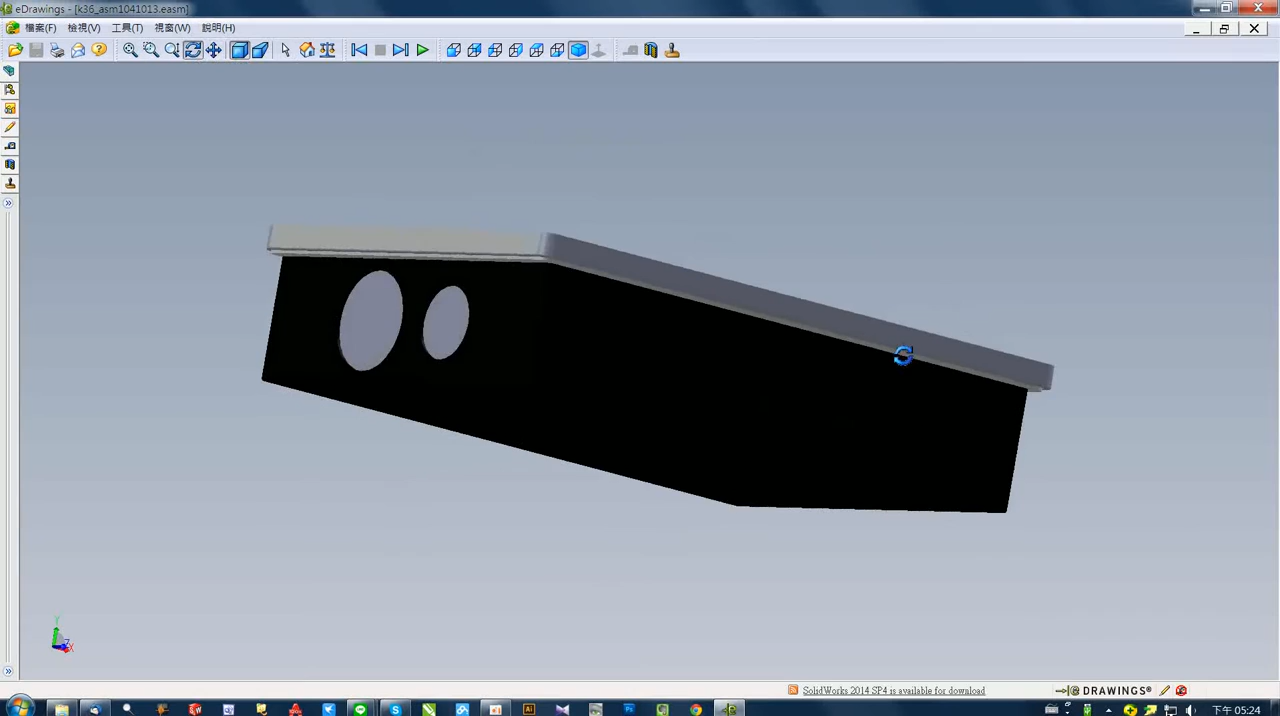 eDrawings - [k36_asm1041013.easm]
檔案(F) 檢視(V) 工具(T) 視窗(W) 說明(H)
Y
Z
X
SolidWorks 2014 SP4 is available for download
@ DRAWINGS®
下午 05:24